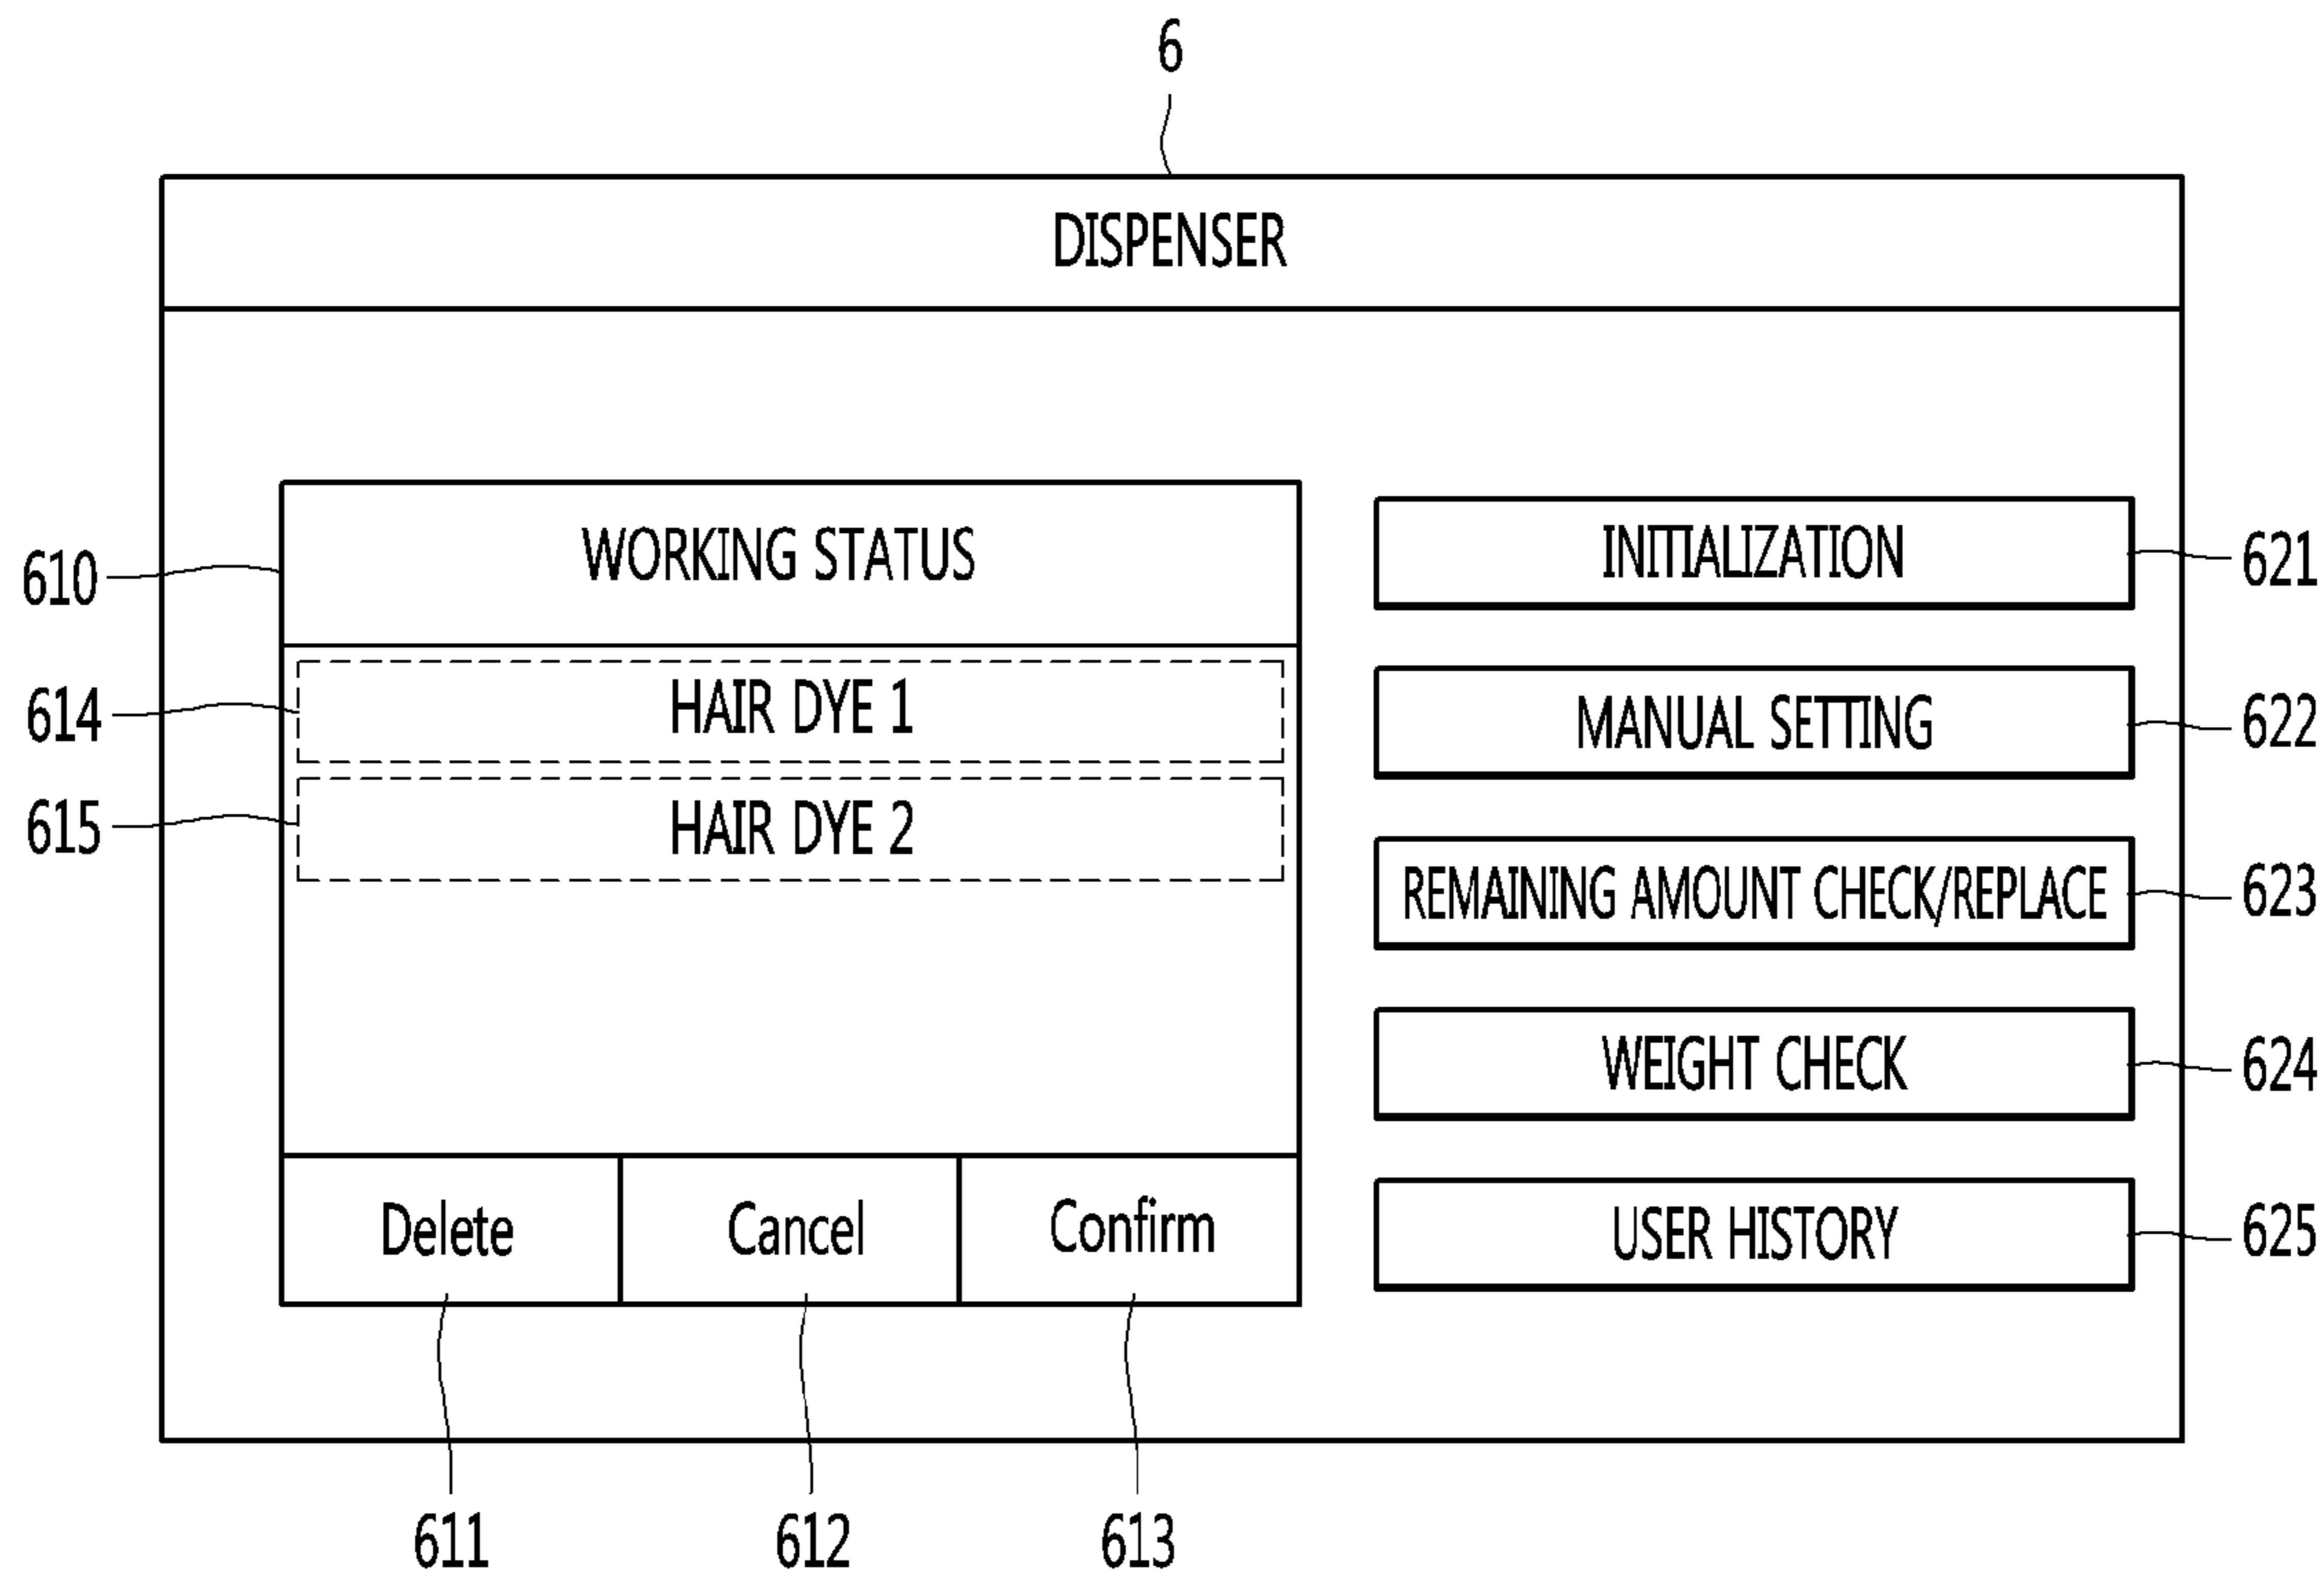 6
DISPENSER
610
WORKING STATUS
614
HAIR DYE 1
615
HAIR DYE 2
Delete
Cancel
Confirm
611
612
613
INITIALIZATION
621
MANUAL SETTING
622
REMAINING AMOUNT CHECK/REPLACE
623
WEIGHT CHECK
624
USER HISTORY
625